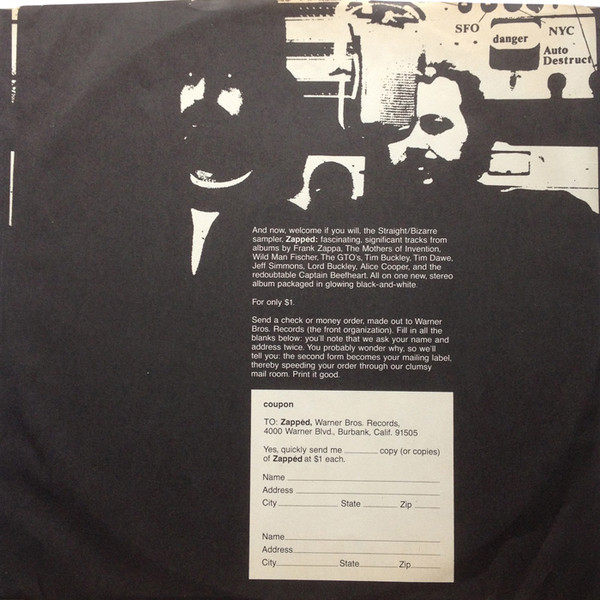 SFO
danger
NYC
Auto
Destruct
And now, welcome if you will, the Straight/Bizarre
sampler, Zappéd: fascinating, significant tracks from
albums by Frank Zappa, The Mothers of Invention,
Wild Man Fischer, The GTO's, Tim Buckley, Tim Dawe,
Jeff Simmons, Lord Buckley, Alice Cooper, and the
redoubtable Captain Beefheart. All on one new, stereo
album packaged in glowing black-and-white.
For only $1.
Send a check or money order, made out to Warner
Bros. Records (the front organization). Fill in all the
blanks below: you'll note that we ask your name and
address twice. You probably wonder why, so we'll
tell you: the second form becomes your mailing label,
thereby speeding your order through our clumsy
mail room. Print it good.
coupon
TO: Zappéd, Warner Bros. Records,
4000 Warner Blvd., Burbank, Calif. 91505
Yes, quickly send me ________ copy (or copies)
of Zappéd at $1 each.
Name
Address
City State Zip
Name
Address
City State Zip